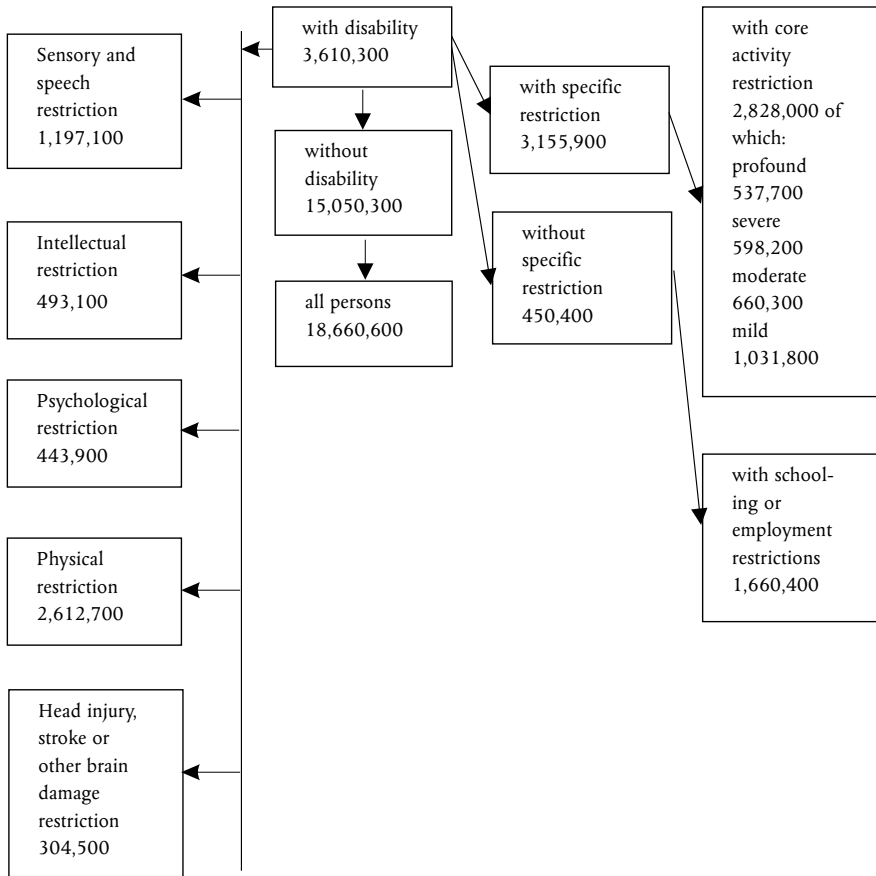 Sensory and
speech
restriction
1,197,100
Intellectual
restriction
493,100
Psychological
restriction
443,900
Physical
restriction
2,612,700
Head injury,
stroke or
other brain
damage
restriction
304,500
with disability
3,610,300
without
disability
15,050,300
all persons
18,660,600
with specific
restriction
3,155,900
without
specific
restriction
450,400
with core
activity
restriction
2,828,000 of
which:
profound
537,700
severe
598,200
moderate
660,300
mild
1,031,800
with school-
ing or
employment
restrictions
1,660,400